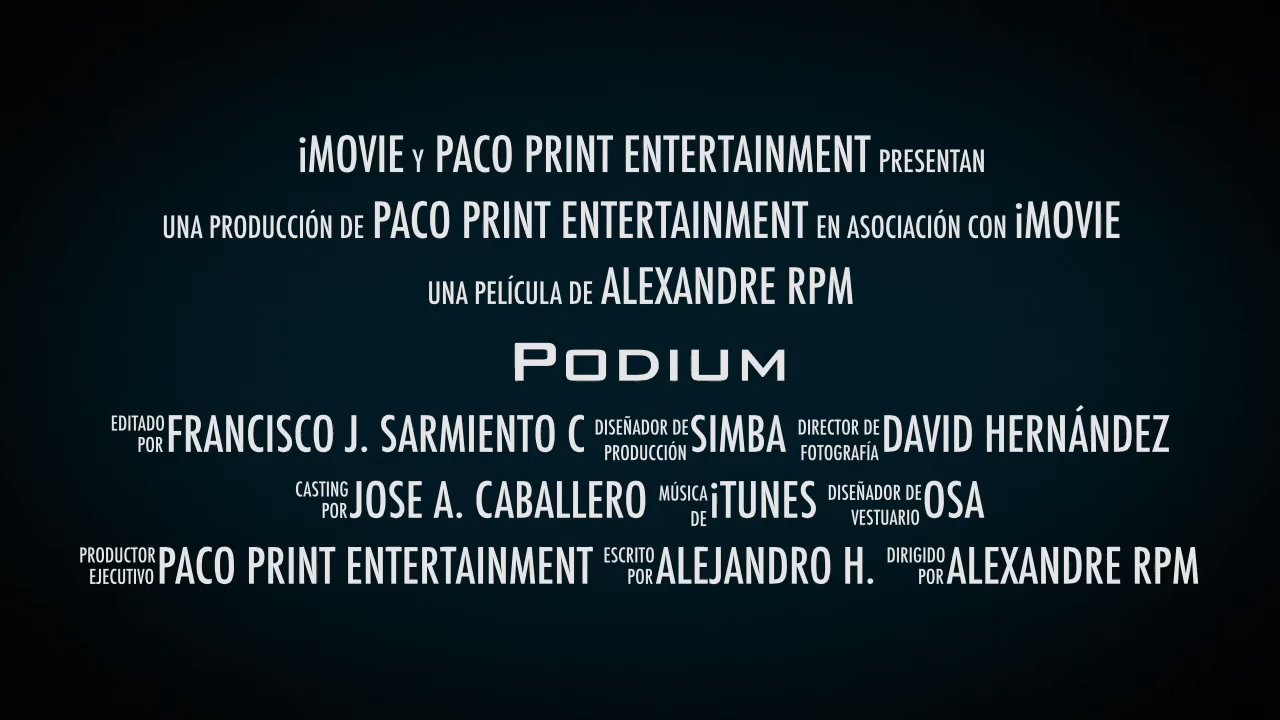 iMOVIE Y PACO PRINT ENTERTAINMENT PRESENTAN
UNA PRODUCCIÓN DE PACO PRINT ENTERTAINMENT EN ASOCIACIÓN CON iMOVIE
UNA PELÍCULA DE ALEXANDRE RPM
PODIUM
EDITADO POR FRANCISCO J. SARMIENTO C DISEÑADOR DE PRODUCCIÓN SIMBA DIRECTOR DE FOTOGRAFÍA DAVID HERNÁNDEZ
CASTING POR JOSE A. CABALLERO MÚSICA DE iTUNES DISEÑADOR DE VESTUARIO OSA
PRODUCTOR EJECUTIVO PACO PRINT ENTERTAINMENT ESCRITO POR ALEJANDRO H. DIRIGIDO POR ALEXANDRE RPM